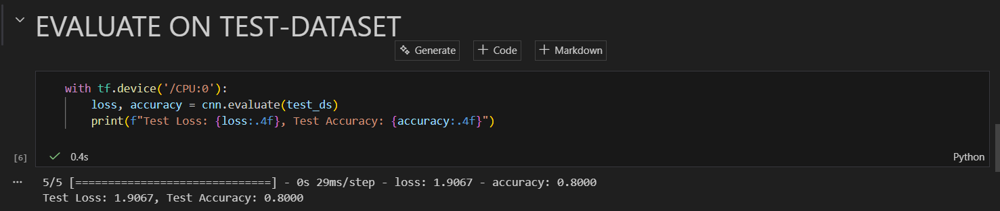 EVALUATE ON TEST-DATASET
Generate + Code + Markdown
with tf.device('/CPU:0'):
    loss, accuracy = cnn.evaluate(test_ds)
    print(f"Test Loss: {loss:.4f}, Test Accuracy: {accuracy:.4f}")
[6] 0.4s Python
5/5 [==============================] - 0s 29ms/step - loss: 1.9067 - accuracy: 0.8000
Test Loss: 1.9067, Test Accuracy: 0.8000